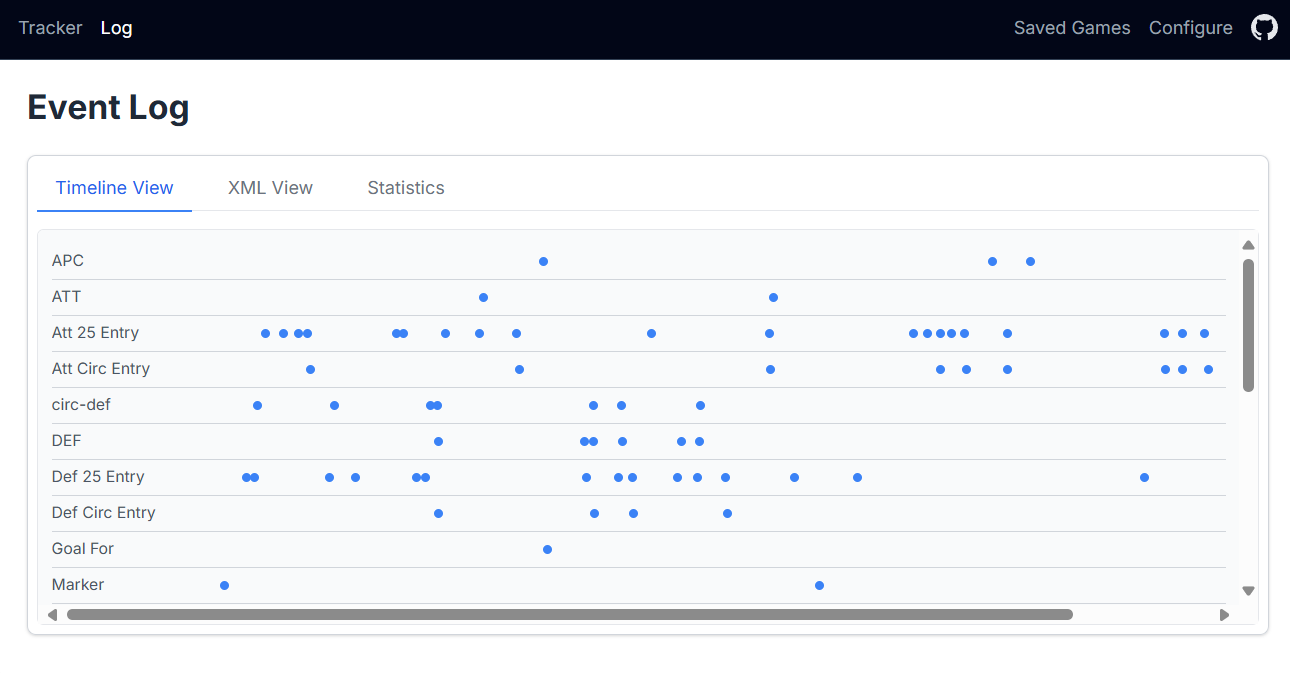 Tracker Log Saved Games Configure
Event Log
Timeline View XML View Statistics
APC
ATT
Att 25 Entry
Att Circ Entry
circ-def
DEF
Def 25 Entry
Def Circ Entry
Goal For
Marker